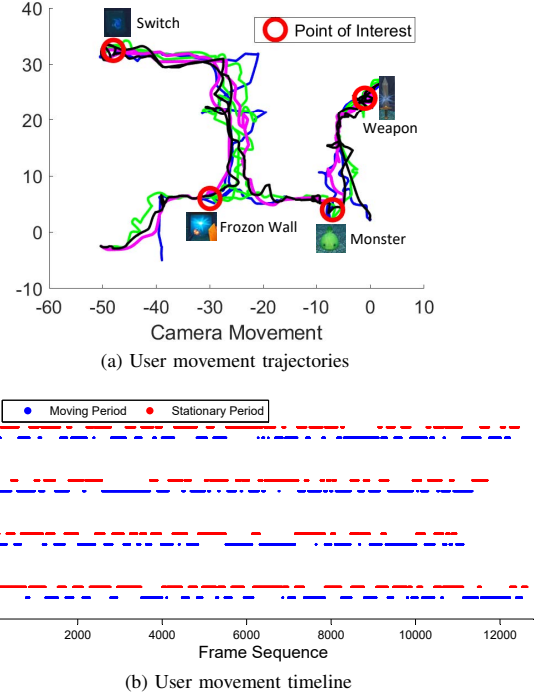 40
Switch
Point of Interest
30
20
Weapon
10
Frozon Wall
Monster
0
-10
-60 -50 -40 -30 -20 -10 0 10
Camera Movement
(a) User movement trajectories
Moving Period Stationary Period
2000 4000 6000 8000 10000 12000
Frame Sequence
(b) User movement timeline